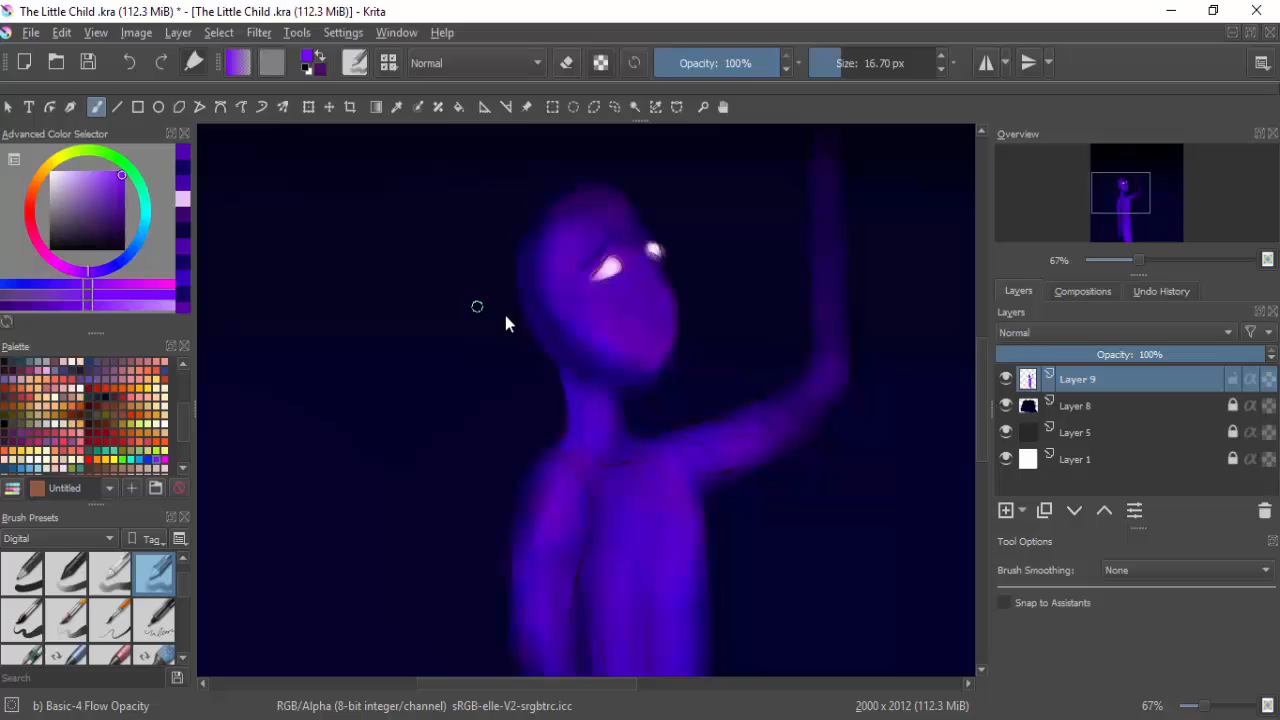 The Little Child .kra (112.3 MiB) * - [The Little Child .kra (112.3 MiB)] - Krita
File Edit View Image Layer Select Filter Tools Settings Window Help
Normal Opacity: 100% Size: 16.70 px
Advanced Color Selector
Overview
67%
Layers Compositions Undo History
Layers
Normal
Opacity: 100%
Layer 9
Layer 8
Layer 5
Layer 1
Palette
Untitled
Brush Presets
Digital Tag
Tool Options
Brush Smoothing: None
Snap to Assistants
Search
b) Basic-4 Flow Opacity RGB/Alpha (8-bit integer/channel) sRGB-elle-V2-srgbtrc.icc 2000 x 2012 (112.3 MiB) 67%